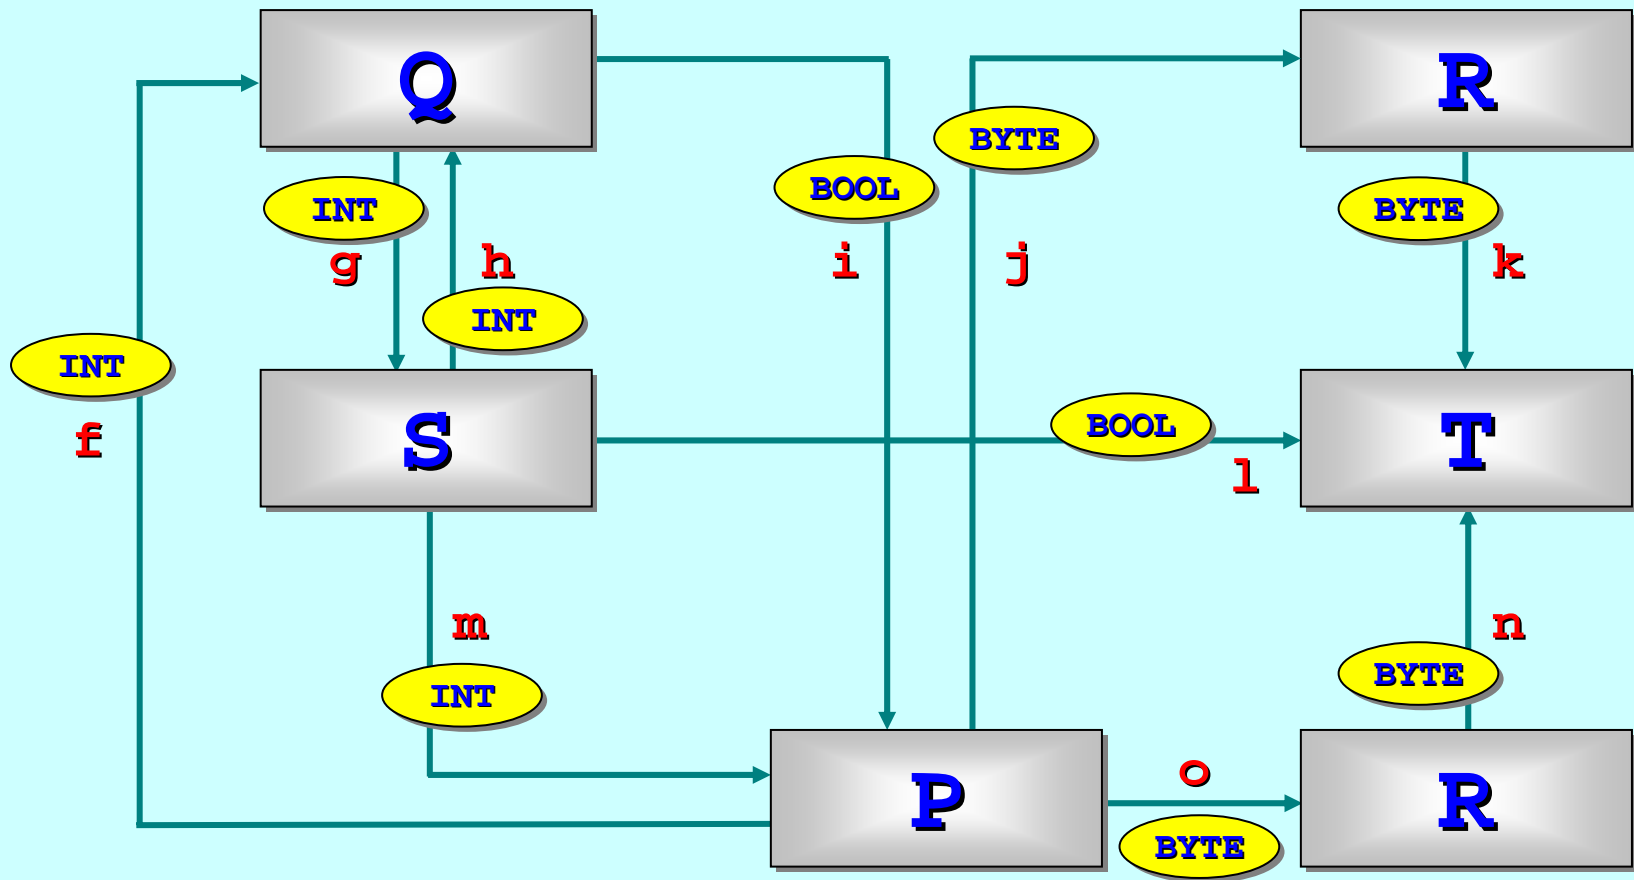 Q
R
BYTE
BOOL
INT
BYTE
g
h
i
j
k
INT
INT
f
S
BOOL
T
l
m
n
INT
BYTE
P
o
R
BYTE